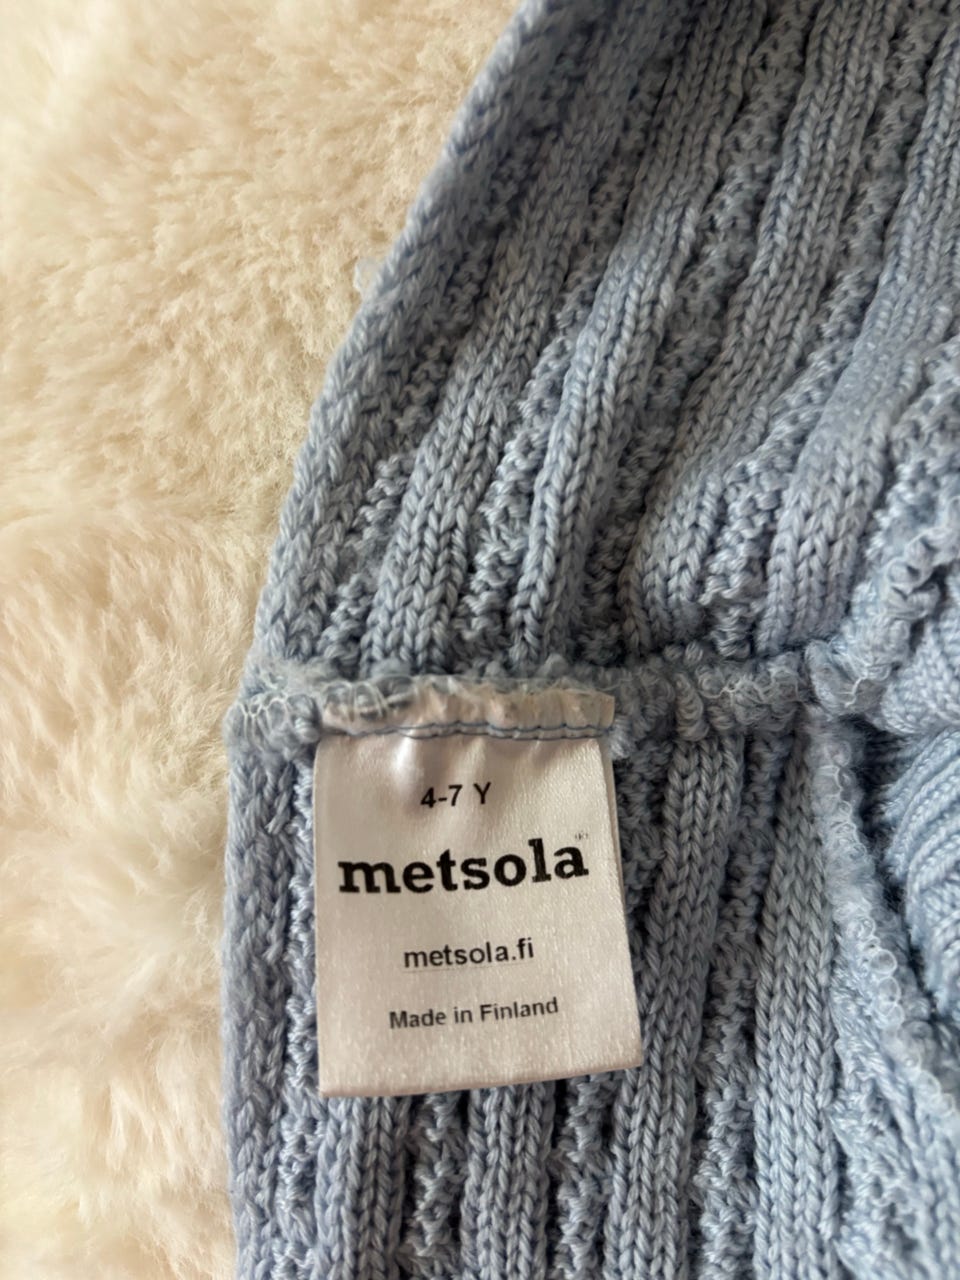 4-7 Y
metsola
metsola.fi
Made in Finland